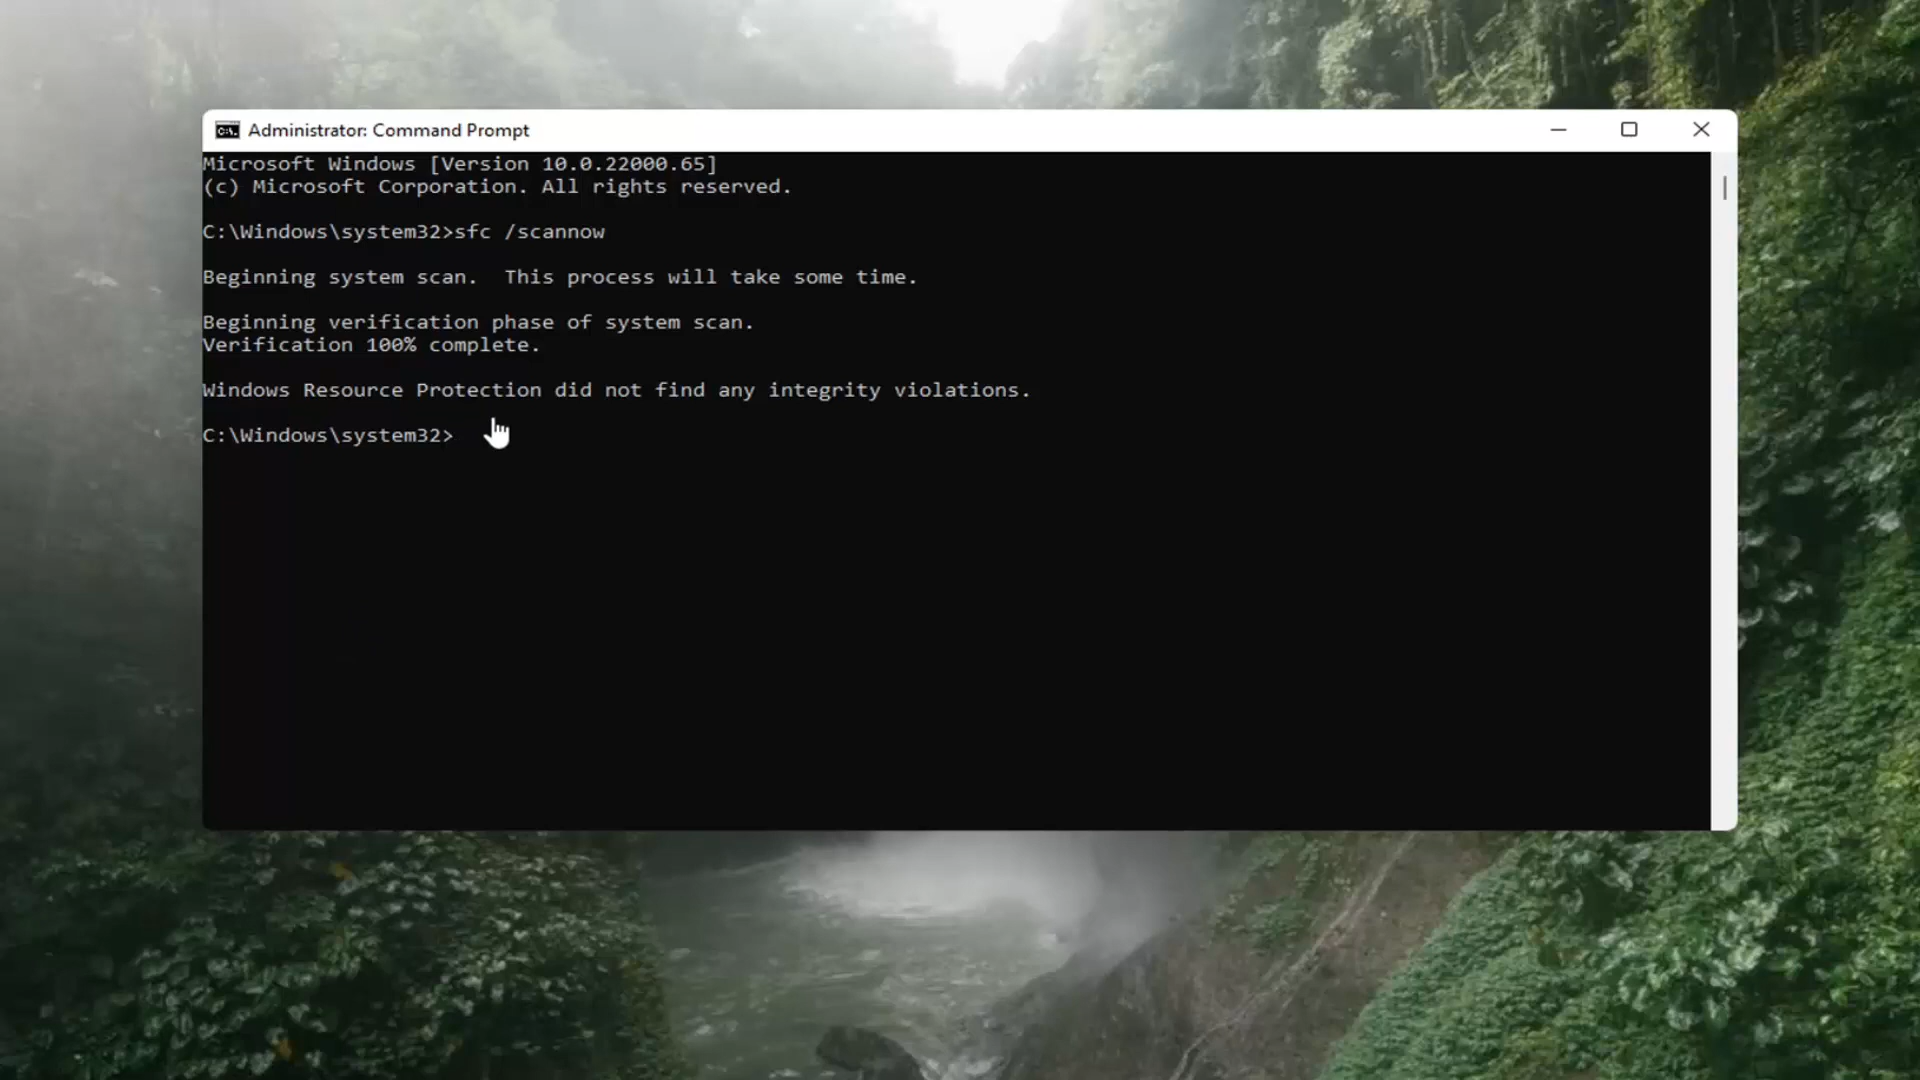 Administrator: Command Prompt
Microsoft Windows [Version 10.0.22000.65]
(c) Microsoft Corporation. All rights reserved.
C:\Windows\system32>sfc /scannow
Beginning system scan.  This process will take some time.
Beginning verification phase of system scan.
Verification 100% complete.
Windows Resource Protection did not find any integrity violations.
C:\Windows\system32>